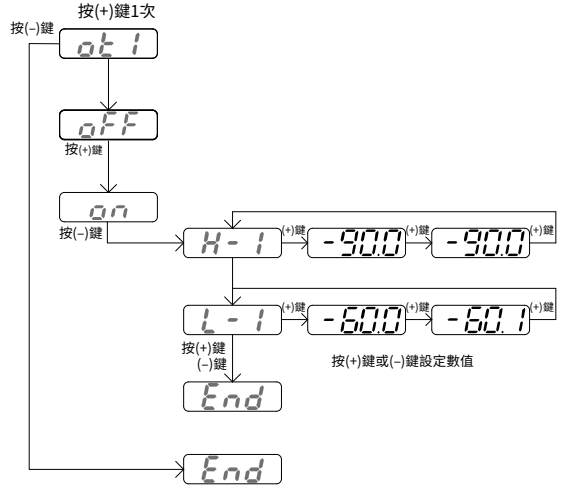 按(+)鍵1次
按(−)鍵
ot 1
oFF
按(+)鍵
on
按(−)鍵
H - 1
(+)鍵
-90.0
(+)鍵
-90.0
(+)鍵
L - 1
(+)鍵
-60.0
(+)鍵
-60.1
(+)鍵
按(+)鍵
(−)鍵
按(+)鍵或(−)鍵設定數值
End
End